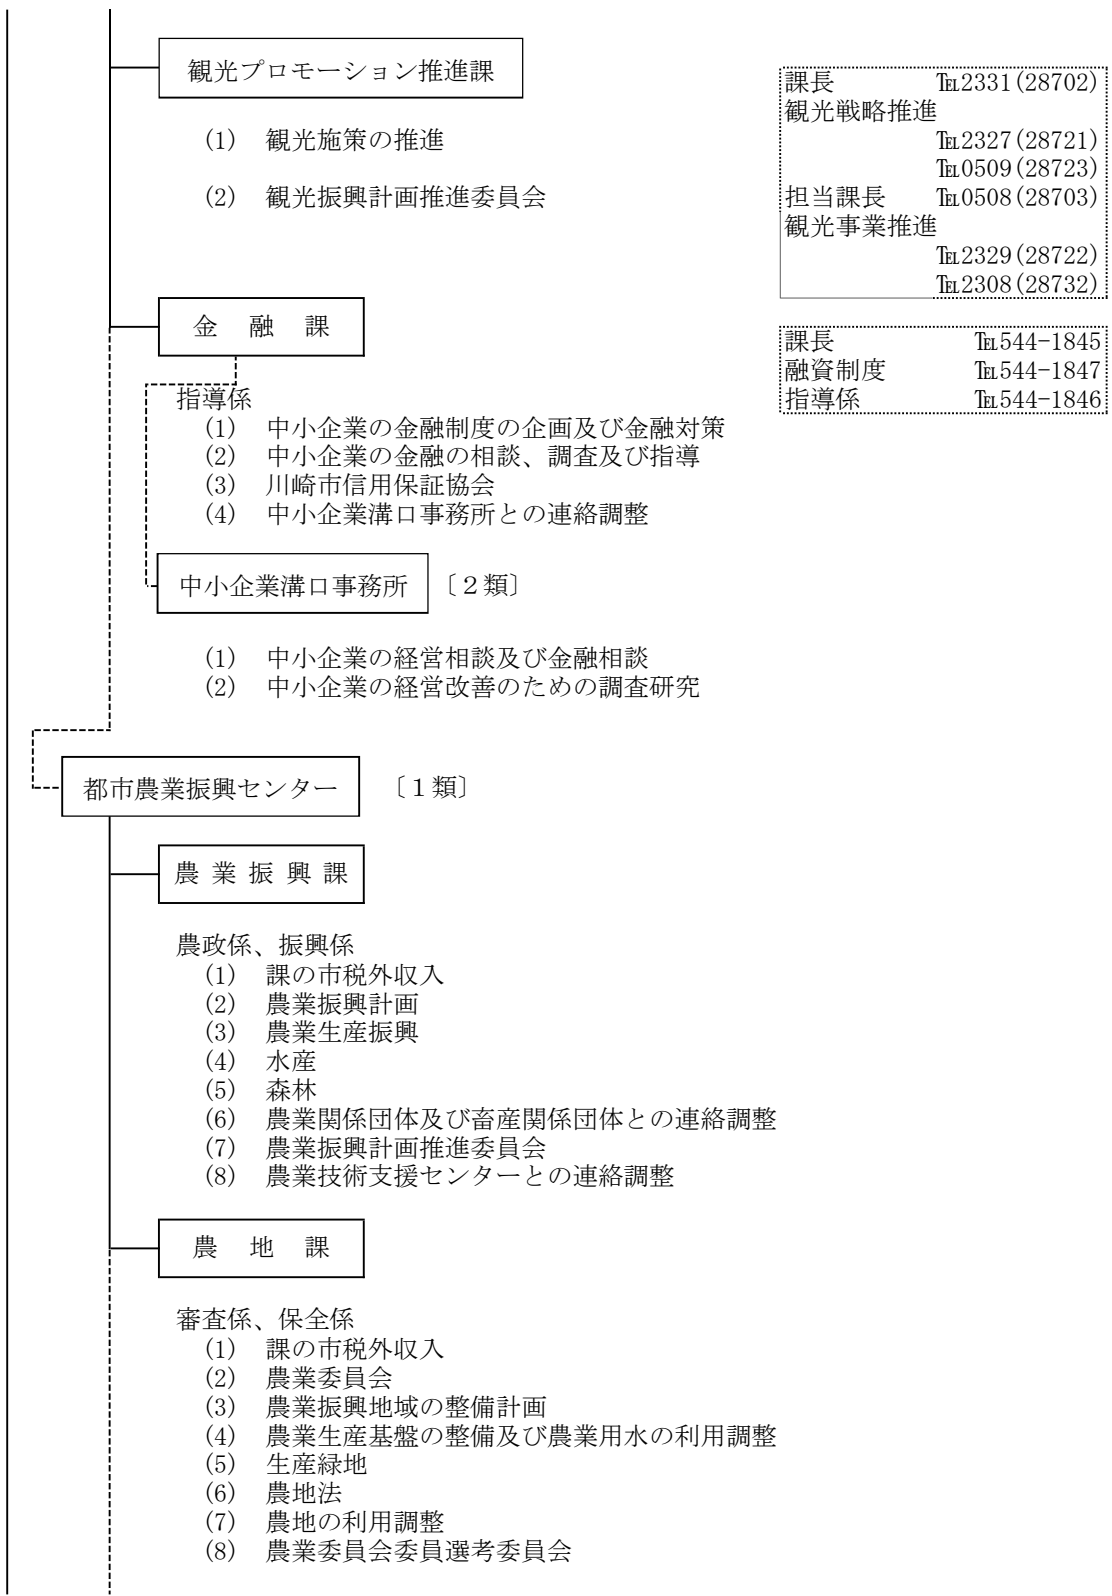 観光プロモーション推進課
課長 ℡2331(28702)
観光戦略推進
℡2327(28721)
℡0509(28723)
担当課長 ℡0508(28703)
観光事業推進
℡2329(28722)
℡2308(28732)
(1) 観光施策の推進
(2) 観光振興計画推進委員会
金 融 課
課長 ℡544-1845
融資制度 ℡544-1847
指導係 ℡544-1846
指導係
(1) 中小企業の金融制度の企画及び金融対策
(2) 中小企業の金融の相談、調査及び指導
(3) 川崎市信用保証協会
(4) 中小企業溝口事務所との連絡調整
中小企業溝口事務所 〔2類〕
(1) 中小企業の経営相談及び金融相談
(2) 中小企業の経営改善のための調査研究
都市農業振興センター 〔1類〕
農 業 振 興 課
農政係、振興係
(1) 課の市税外収入
(2) 農業振興計画
(3) 農業生産振興
(4) 水産
(5) 森林
(6) 農業関係団体及び畜産関係団体との連絡調整
(7) 農業振興計画推進委員会
(8) 農業技術支援センターとの連絡調整
農 地 課
審査係、保全係
(1) 課の市税外収入
(2) 農業委員会
(3) 農業振興地域の整備計画
(4) 農業生産基盤の整備及び農業用水の利用調整
(5) 生産緑地
(6) 農地法
(7) 農地の利用調整
(8) 農業委員会委員選考委員会